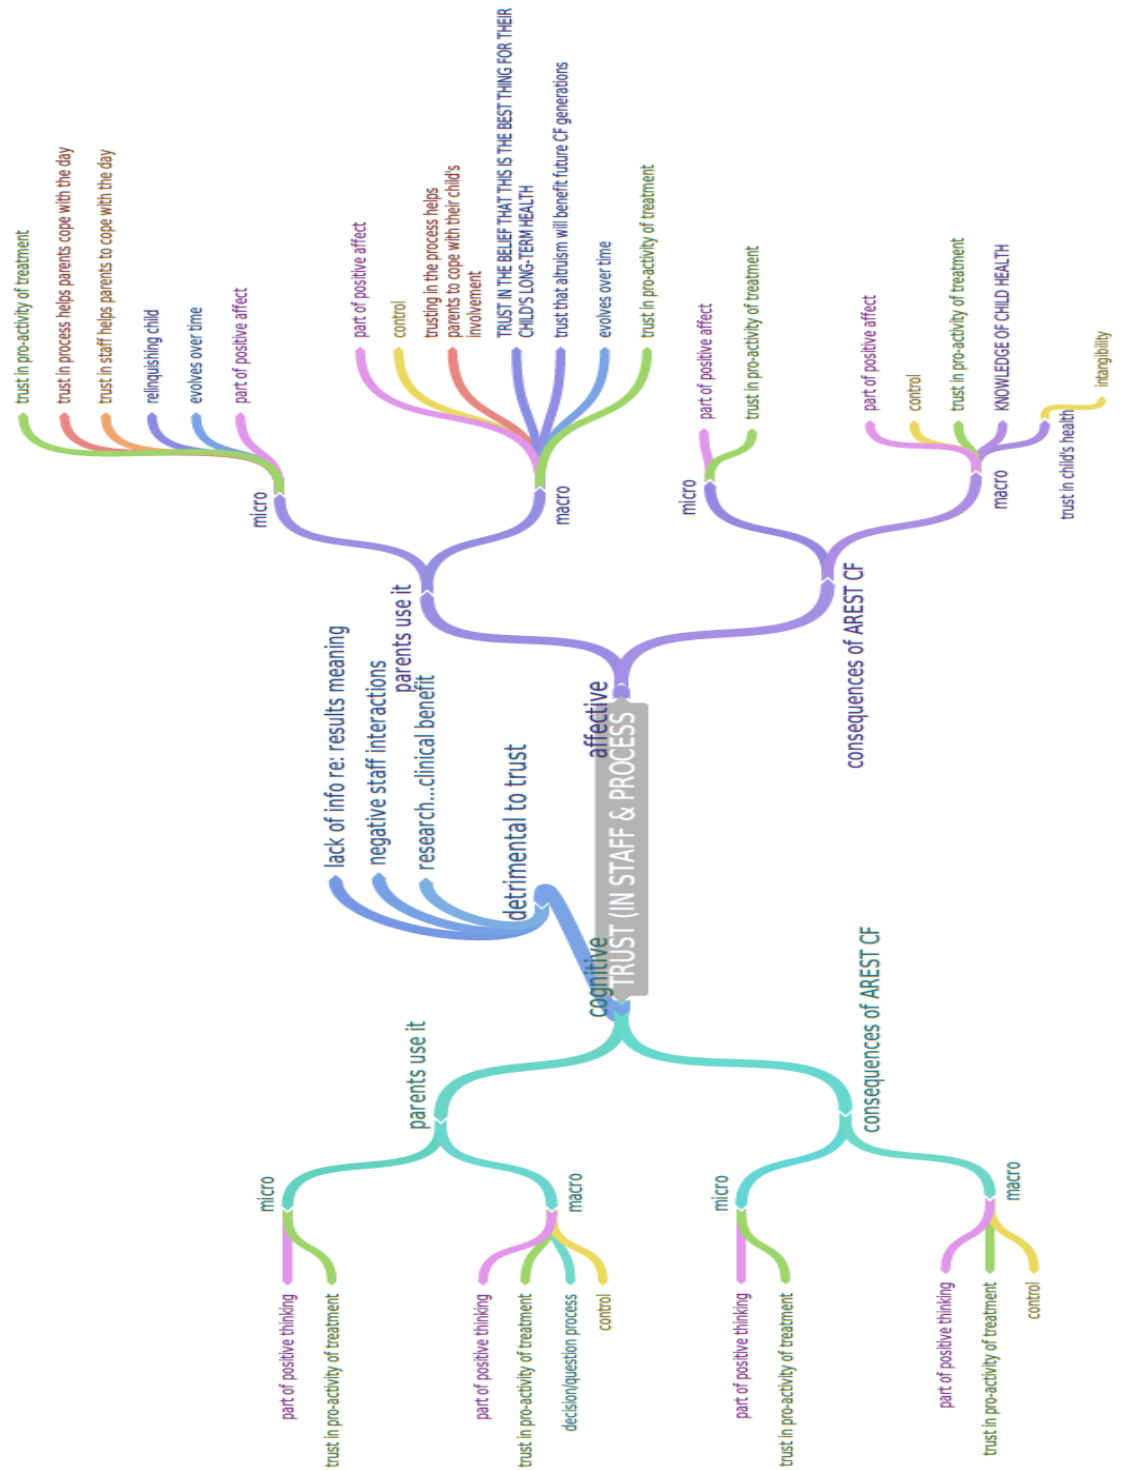 TRUST (IN STAFF & PROCESS
affective
parents use it
micro
trust in pro-activity of treatment
trust in process helps parents cope with the day
trust in staff helps parents to cope with the day
relinquishing child
evolves over time
part of positive affect
macro
part of positive affect
control
trusting in the process helps
parents to cope with their child's
involvement
TRUST IN THE BELIEF THAT THIS IS THE BEST THING FOR THEIR
CHILD'S LONG-TERM HEALTH
trust that altruism will benefit future CF generations
evolves over time
trust in pro-activity of treatment
consequences of AREST CF
micro
part of positive affect
trust in pro-activity of treatment
macro
part of positive affect
control
trust in pro-activity of treatment
KNOWLEDGE OF CHILD HEALTH
trust in child's health
intangibility
detrimental to trust
lack of info re: results meaning
negative staff interactions
research...clinical benefit
cognitive
parents use it
micro
part of positive thinking
trust in pro-activity of treatment
macro
part of positive thinking
trust in pro-activity of treatment
decision/question process
control
consequences of AREST CF
micro
part of positive thinking
trust in pro-activity of treatment
macro
part of positive thinking
trust in pro-activity of treatment
control